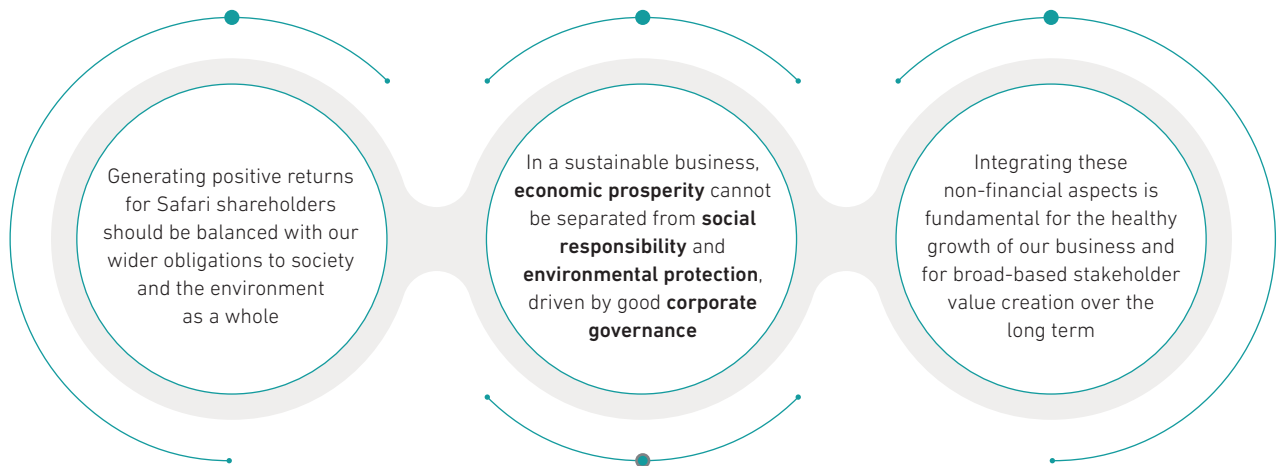 Generating positive returns
for Safari shareholders
should be balanced with our
wider obligations to society
and the environment
as a whole
In a sustainable business,
economic prosperity cannot
be separated from social
responsibility and
environmental protection,
driven by good corporate
governance
Integrating these
non-financial aspects is
fundamental for the healthy
growth of our business and
for broad-based stakeholder
value creation over the
long term